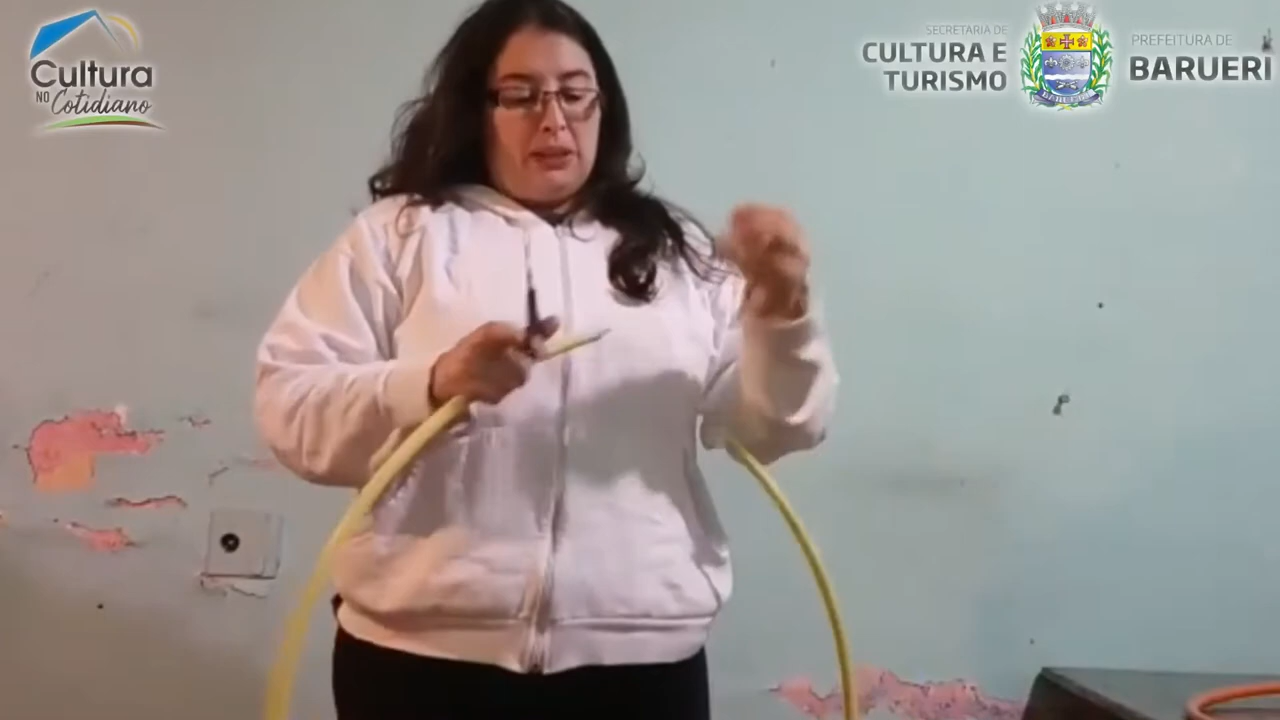 Cultura
NO Cotidiano
SECRETARIA DE
CULTURA E
TURISMO
PREFEITURA DE
BARUERI